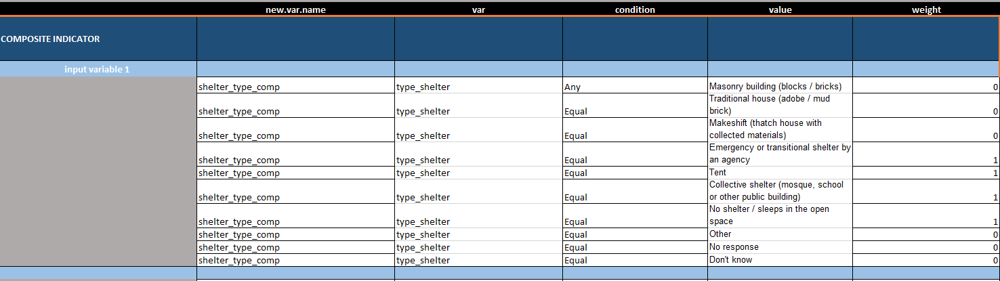 new.var.name var condition value weight
COMPOSITE INDICATOR
input variable 1
shelter_type_comp type_shelter Any Masonry building (blocks / bricks) 0
Traditional house (adobe / mud
shelter_type_comp type_shelter Equal brick) 0
Makeshift (thatch house with
shelter_type_comp type_shelter Equal collected materials) 0
Emergency or transitional shelter by
shelter_type_comp type_shelter Equal an agency 1
shelter_type_comp type_shelter Equal Tent 1
Collective shelter (mosque, school
shelter_type_comp type_shelter Equal or other public building) 1
No shelter / sleeps in the open
shelter_type_comp type_shelter Equal space 1
shelter_type_comp type_shelter Equal Other 0
shelter_type_comp type_shelter Equal No response 0
shelter_type_comp type_shelter Equal Don't know 0